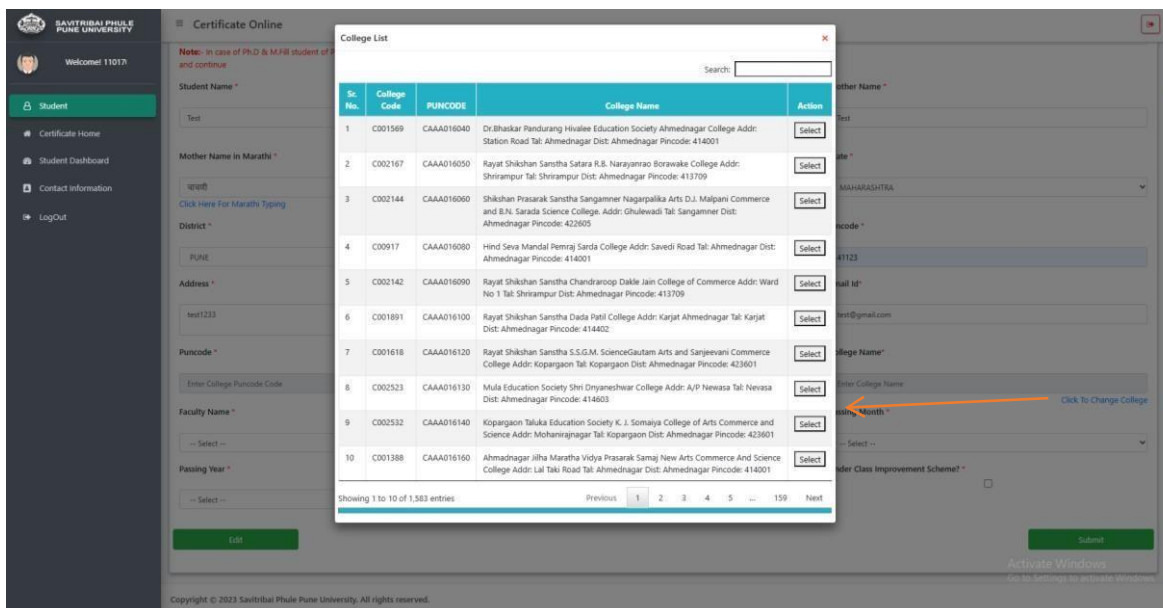 SAVITRIBAI PHULE
PUNE UNIVERSITY
Welcome! 11017
Student
Certificate Home
Student Dashboard
Contact Information
LogOut
Certificate Online
Note:- In case of Ph.D & M.Fill student of
and continue
Student Name *
Test
Mother Name in Marathi *
चाचणी
Click Here For Marathi Typing
District *
PUNE
Address *
test1233
Puncode *
Enter College Puncode Code
Faculty Name *
-- Select --
Passing Year *
-- Select --
Edit
College List
×
Search:
Sr. No. College Code PUNCODE College Name Action
1 C001569 CAAA016040 Dr.Bhaskar Pandurang Hivalee Education Society Ahmednagar College Addr: Select
Station Road Tal: Ahmednagar Dist: Ahmednagar Pincode: 414001
2 C002167 CAAA016050 Rayat Shikshan Sanstha Satara R.B. Narayanrao Borawake College Addr: Select
Shrirampur Tal: Shrirampur Dist: Ahmednagar Pincode: 413709
3 C002144 CAAA016060 Shikshan Prasarak Sanstha Sangamner Nagarpalika Arts D.J. Malpani Commerce Select
and B.N. Sarada Science College. Addr: Ghulewadi Tal: Sangamner Dist:
Ahmednagar Pincode: 422605
4 C00917 CAAA016080 Hind Seva Mandal Pemraj Sarda College Addr: Savedi Road Tal: Ahmednagar Dist: Select
Ahmednagar Pincode: 414001
5 C002142 CAAA016090 Rayat Shikshan Sanstha Chandraroop Dakle Jain College of Commerce Addr: Ward Select
No 1 Tal: Shrirampur Dist: Ahmednagar Pincode: 413709
6 C001891 CAAA016100 Rayat Shikshan Sanstha Dada Patil College Addr: Karjat Ahmednagar Tal: Karjat Select
Dist: Ahmednagar Pincode: 414402
7 C001618 CAAA016120 Rayat Shikshan Sanstha S.S.G.M. ScienceGautam Arts and Sanjeevani Commerce Select
College Addr: Kopargaon Tal: Kopargaon Dist: Ahmednagar Pincode: 423601
8 C002523 CAAA016130 Mula Education Society Shri Dnyaneshwar College Addr: A/P Newasa Tal: Nevasa Select
Dist: Ahmednagar Pincode: 414603
9 C002532 CAAA016140 Kopargaon Taluka Education Society K. J. Somaiya College of Arts Commerce and Select
Science Addr: Mohanirajnagar Tal: Kopargaon Dist: Ahmednagar Pincode: 423601
10 C001388 CAAA016160 Ahmadnagar Jilha Maratha Vidya Prasarak Samaj New Arts Commerce And Science Select
College Addr: Lal Taki Road Tal: Ahmednagar Dist: Ahmednagar Pincode: 414001
Showing 1 to 10 of 1,583 entries
Previous 1 2 3 4 5 ... 159 Next
other Name *
Test
ate *
MAHARASHTRA
ncode *
41123
mail Id*
test@gmail.com
ollege Name*
Enter College Name
Click To Change College
ssing Month *
-- Select --
nder Class Improvement Scheme? *
Submit
Activate Windows
Go to Settings to activate Windows.
Copyright © 2023 Savitribai Phule Pune University. All rights reserved.